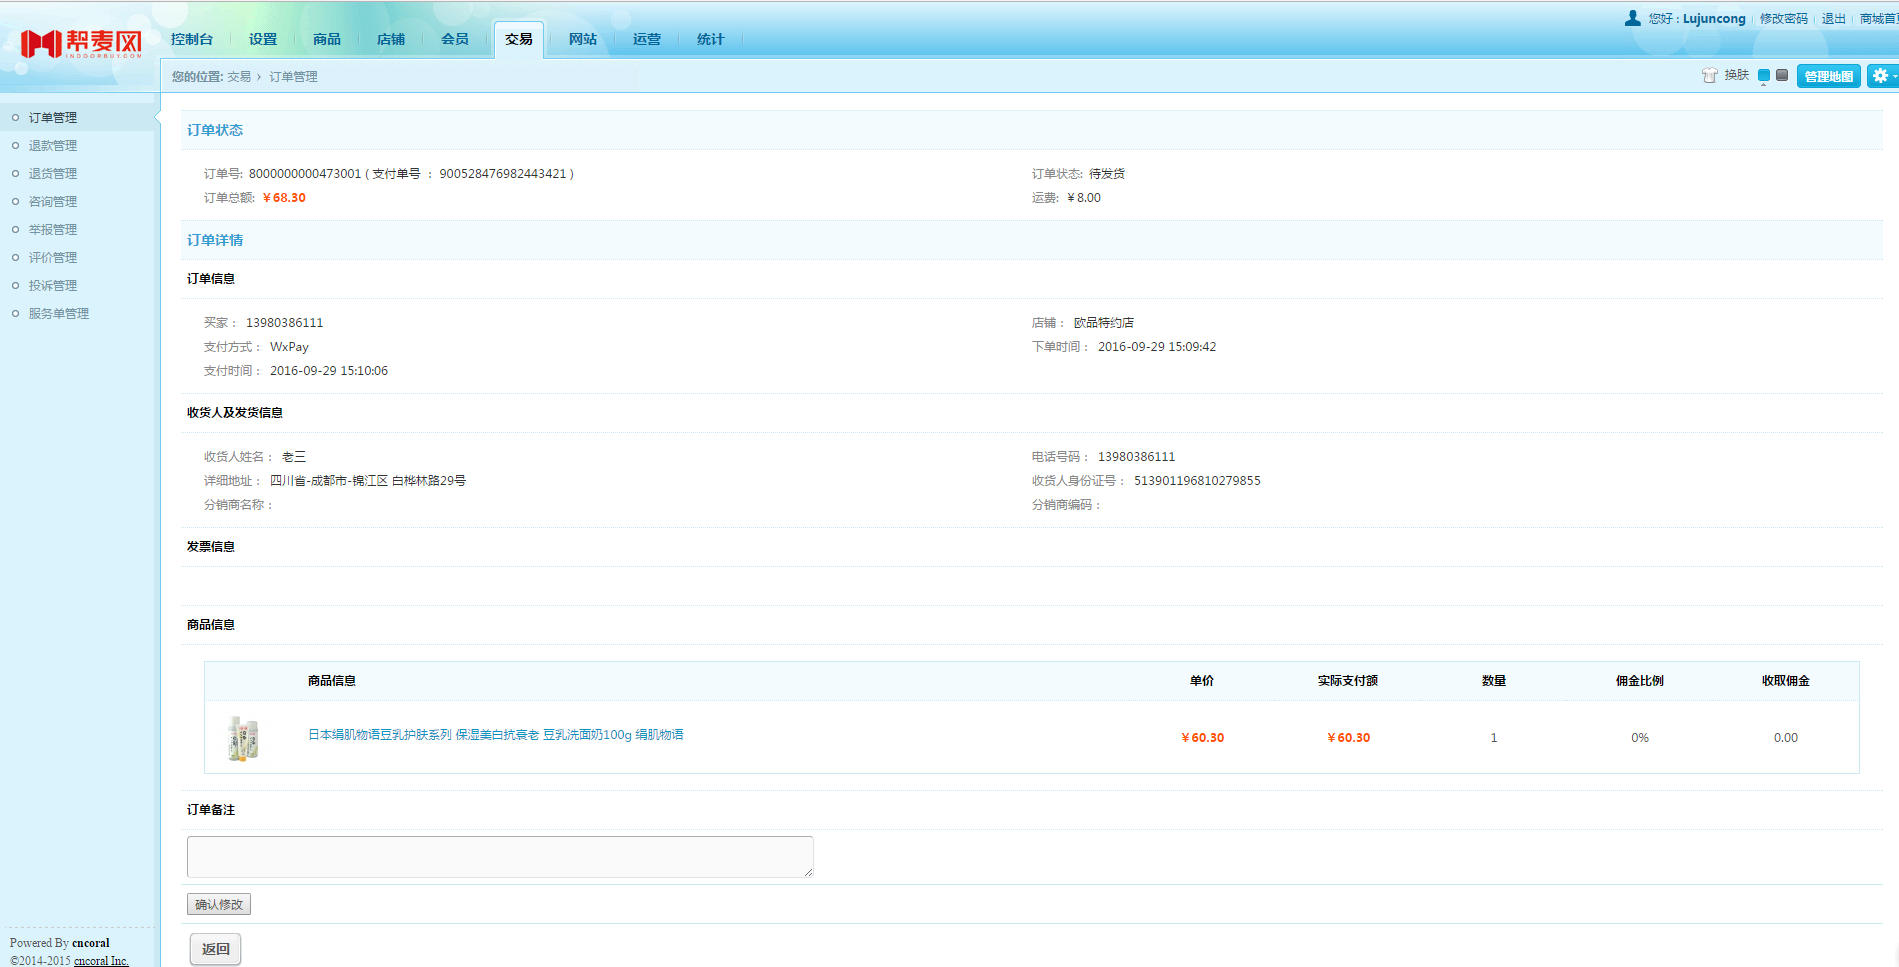 帮麦网
INDOORBUY.COM
控制台 设置 商品 店铺 会员 交易 网站 运营 统计
您好 : Lujuncong 修改密码 退出 商城首页
您的位置: 交易 › 订单管理
换肤 管理地图
订单管理
退款管理
退货管理
咨询管理
举报管理
评价管理
投诉管理
服务单管理
Powered By cncoral
©2014-2015 cncoral Inc.
订单状态
订单号: 8000000000473001 ( 支付单号 : 900528476982443421 )
订单状态: 待发货
订单总额: ￥68.30
运费: ￥8.00
订单详情
订单信息
买家 : 13980386111
店铺 : 欧品特约店
支付方式 : WxPay
下单时间 : 2016-09-29 15:09:42
支付时间 : 2016-09-29 15:10:06
收货人及发货信息
收货人姓名 : 老三
电话号码 : 13980386111
详细地址 : 四川省-成都市-锦江区 白桦林路29号
收货人身份证号 : 513901196810279855
分销商名称 :
分销商编码 :
发票信息
商品信息
商品信息 单价 实际支付额 数量 佣金比例 收取佣金
日本绢肌物语豆乳护肤系列 保湿美白抗衰老 豆乳洗面奶100g 绢肌物语 ￥60.30 ￥60.30 1 0% 0.00
订单备注
确认修改
返回